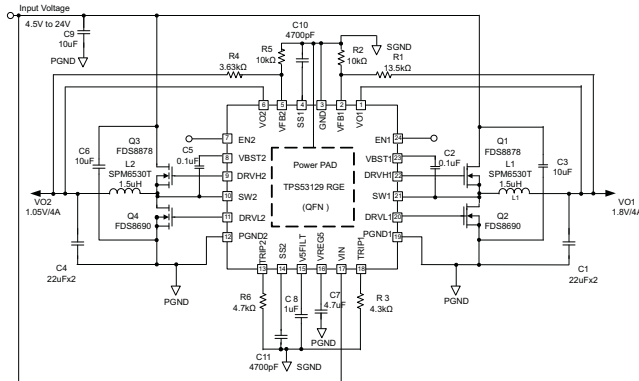 Input Voltage
4.5V to 24V
C9
10uF
PGND
C10
4700pF
SGND
R4
3.63kΩ
R5
10kΩ
R2
10kΩ
R1
13.5kΩ
6
5
4
3
2
1
VO2
VFB2
SS1
GND
VFB1
VO1
7
EN2
EN1
24
8
VBST2
VBST1
23
9
DRVH2
DRVH1
22
10
SW2
SW1
21
11
DRVL2
DRVL1
20
12
PGND2
PGND1
19
Power PAD
TPS53129 RGE
(QFN )
TRIP2
SS2
V5FILT
VREG5
VIN
TRIP1
13
14
15
16
17
18
Q3
FDS8878
L2
SPM6530T
1.5uH
C5
0.1uF
C6
10uF
Q4
FDS8690
VO2
1.05V/4A
C4
22uFx2
PGND
C2
0.1uF
Q1
FDS8878
L1
SPM6530T
1.5uH
L1
C3
10uF
Q2
FDS8690
VO1
1.8V/4A
C1
22uFx2
PGND
R6
4.7kΩ
C 8
1uF
C7
4.7uF
R 3
4.3kΩ
PGND
C11
4700pF
SGND